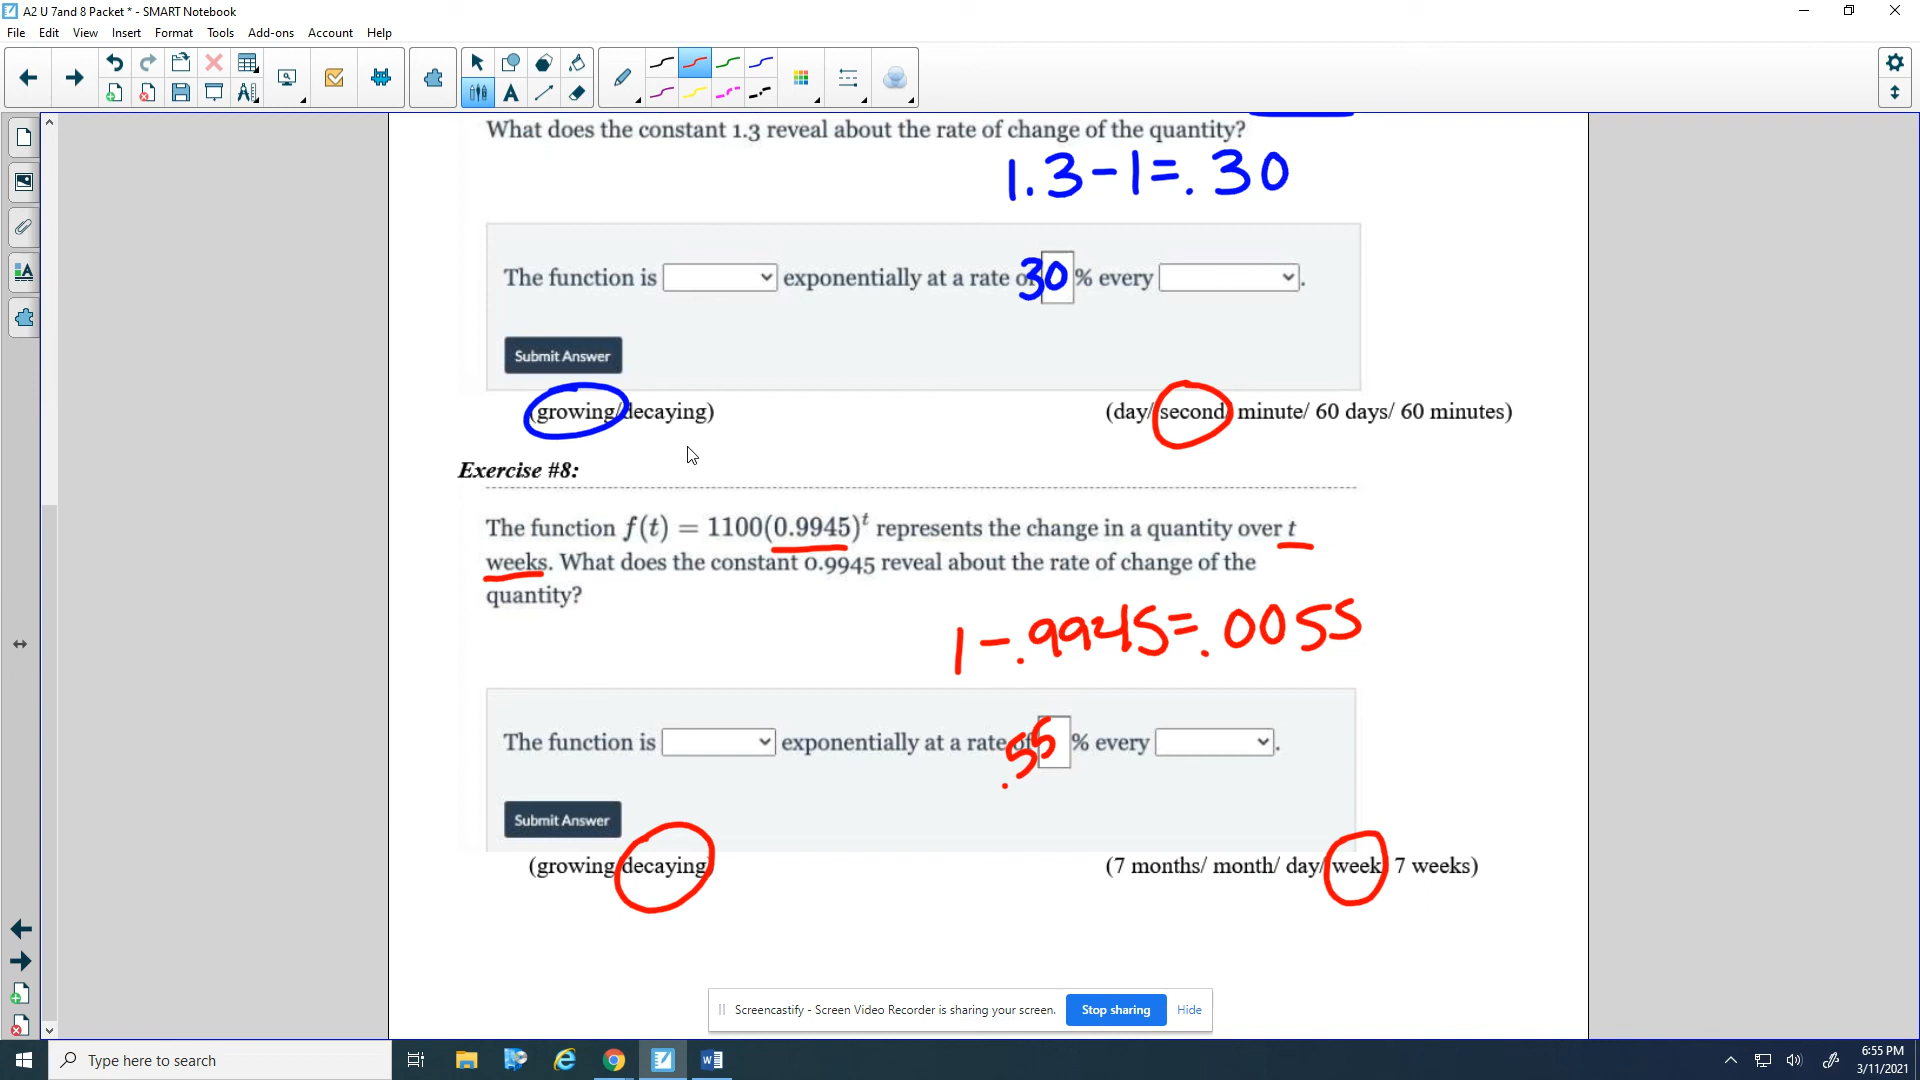 A2 U 7and 8 Packet * - SMART Notebook
File Edit View Insert Format Tools Add-ons Account Help
What does the constant 1.3 reveal about the rate of change of the quantity?
1.3-1=.30
The function is exponentially at a rate of 30 % every .
Submit Answer
(growing/decaying) (day/ second/ minute/ 60 days/ 60 minutes)
Exercise #8:
The function f(t) = 1100(0.9945)^t represents the change in a quantity over t
weeks. What does the constant 0.9945 reveal about the rate of change of the
quantity?
1-.9945=.0055
The function is exponentially at a rate of .55 % every .
Submit Answer
(growing/decaying) (7 months/ month/ day/ week/ 7 weeks)
Screencastify - Screen Video Recorder is sharing your screen. Stop sharing Hide
Type here to search
6:55 PM
3/11/2021